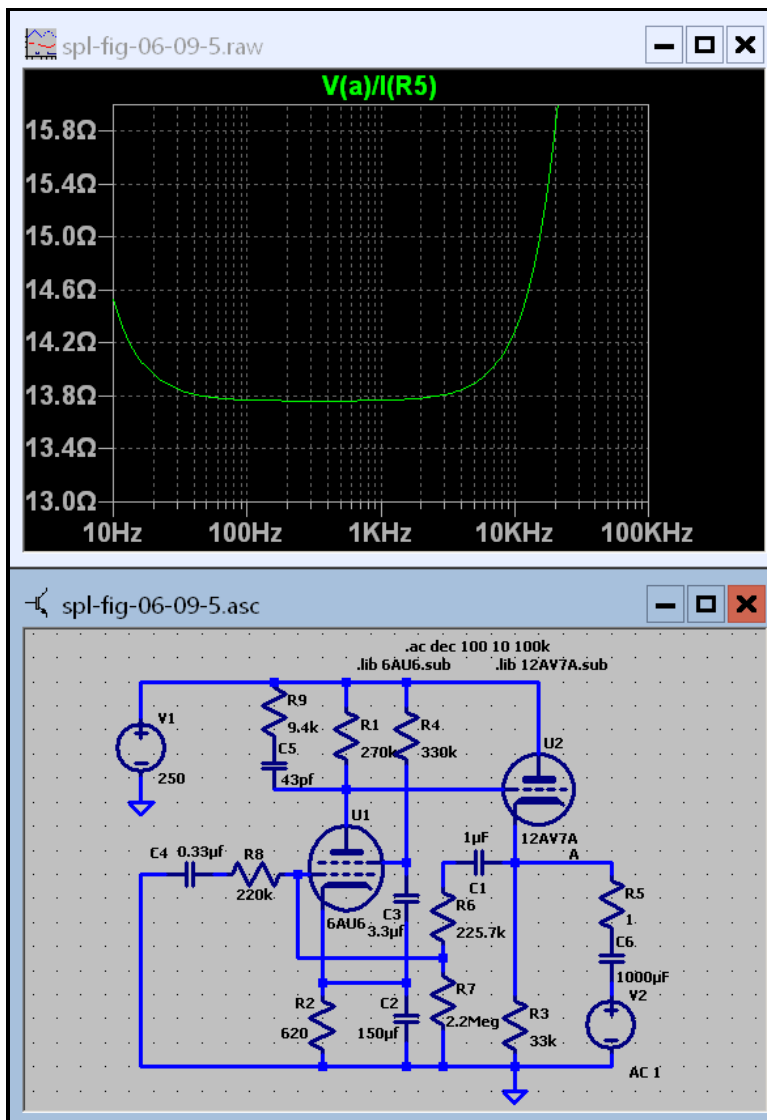 spl-fig-06-09-5.raw
V(a)/I(R5)
15.8Ω
15.4Ω
15.0Ω
14.6Ω
14.2Ω
13.8Ω
13.4Ω
13.0Ω
10Hz 100Hz 1KHz 10KHz 100KHz
spl-fig-06-09-5.asc
.ac dec 100 10 100k
.lib 6AU6.sub .lib 12AV7A.sub
V1
250
R9
9.4k
C5
43pf
R1
270k
R4
330k
U2
12AV7A
U1
6AU6
C4 0.33µf
R8
220k
C3
3.3µf
1µF
C1
A
R6
225.7k
R5
1
C6
1000µF
R2
620
C2
150µf
R7
2.2Meg
R3
33k
V2
AC 1